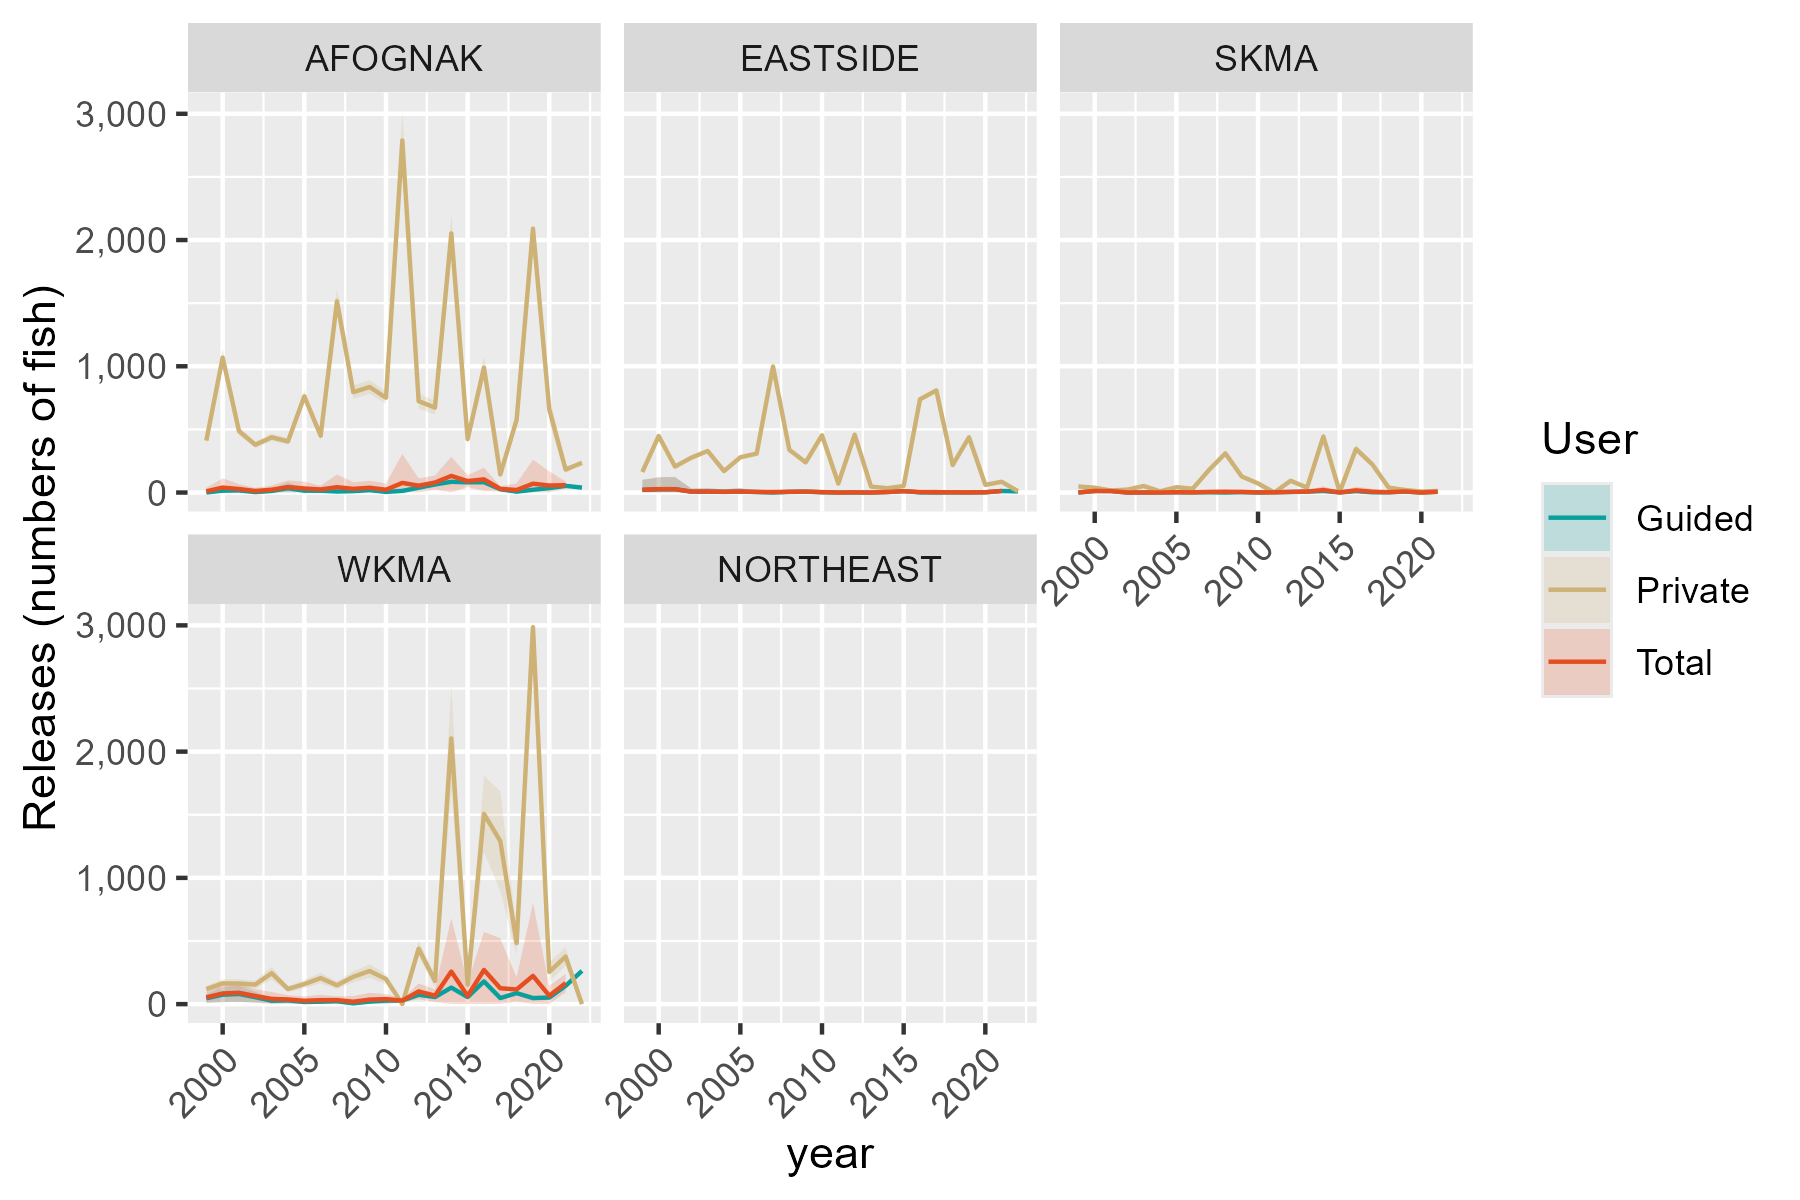 AFOGNAK
EASTSIDE
SKMA
3,000
2,000
1,000
0
2000
2005
2010
2015
2020
WKMA
NORTHEAST
3,000
2,000
1,000
0
2000
2005
2010
2015
2020
2000
2005
2010
2015
2020
year
Releases (numbers of fish)
User
Guided
Private
Total